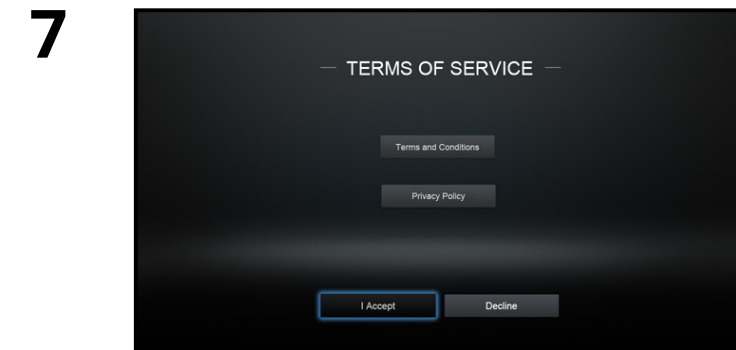 7
— TERMS OF SERVICE —
Terms and Conditions
Privacy Policy
I Accept Decline